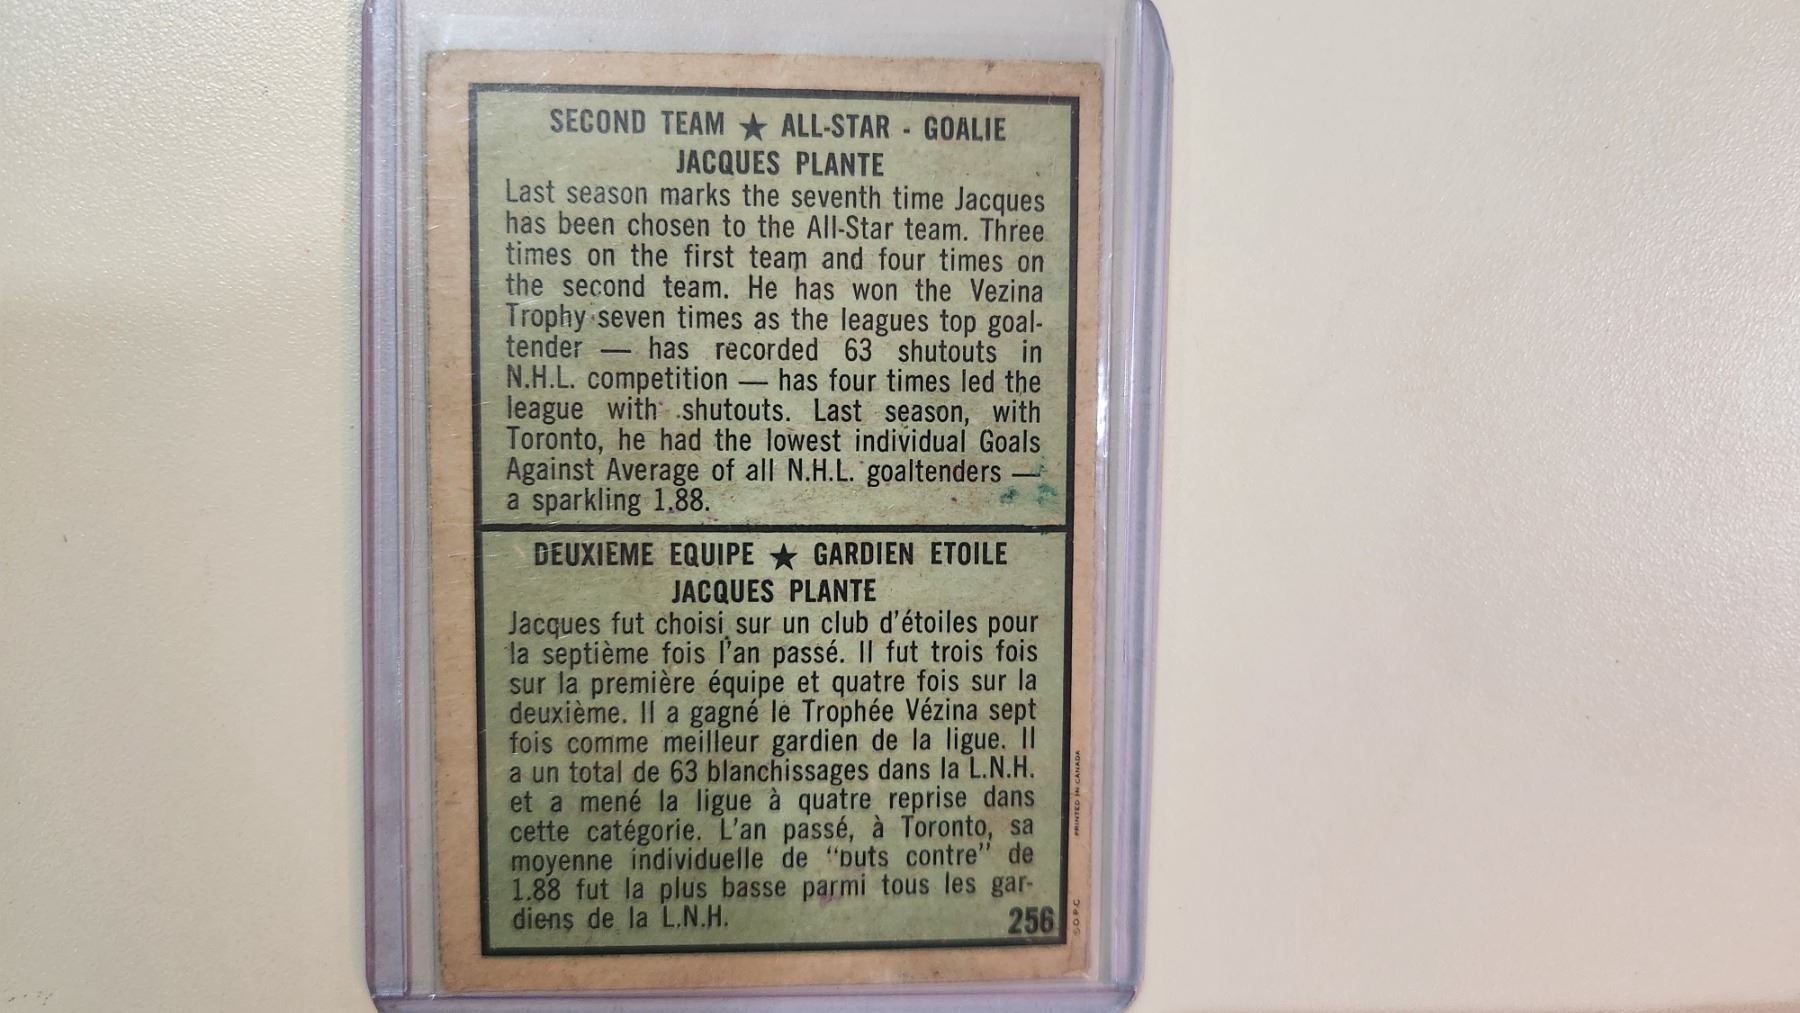 SECOND TEAM ★ ALL-STAR - GOALIE
JACQUES PLANTE
Last season marks the seventh time Jacques
has been chosen to the All-Star team. Three
times on the first team and four times on
the second team. He has won the Vezina
Trophy seven times as the leagues top goal-
tender — has recorded 63 shutouts in
N.H.L. competition — has four times led the
league with shutouts. Last season, with
Toronto, he had the lowest individual Goals
Against Average of all N.H.L. goaltenders —
a sparkling 1.88.
DEUXIEME EQUIPE ★ GARDIEN ETOILE
JACQUES PLANTE
Jacques fut choisi sur un club d'étoiles pour
la septième fois l'an passé. Il fut trois fois
sur la première équipe et quatre fois sur la
deuxième. Il a gagné le Trophée Vézina sept
fois comme meilleur gardien de la ligue. Il
a un total de 63 blanchissages dans la L.N.H.
et a mené la ligue à quatre reprise dans
cette catégorie. L'an passé, à Toronto, sa
moyenne individuelle de "buts contre" de
1.88 fut la plus basse parmi tous les gar-
diens de la L.N.H.
256
© O.P.C.
PRINTED IN CANADA